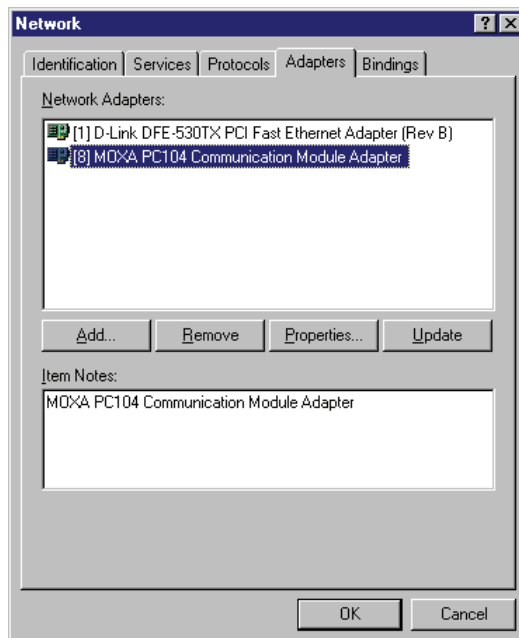 Network
Identification Services Protocols Adapters Bindings
Network Adapters:
[1] D-Link DFE-530TX PCI Fast Ethernet Adapter (Rev B)
[8] MOXA PC104 Communication Module Adapter
Add... Remove Properties... Update
Item Notes:
MOXA PC104 Communication Module Adapter
OK Cancel